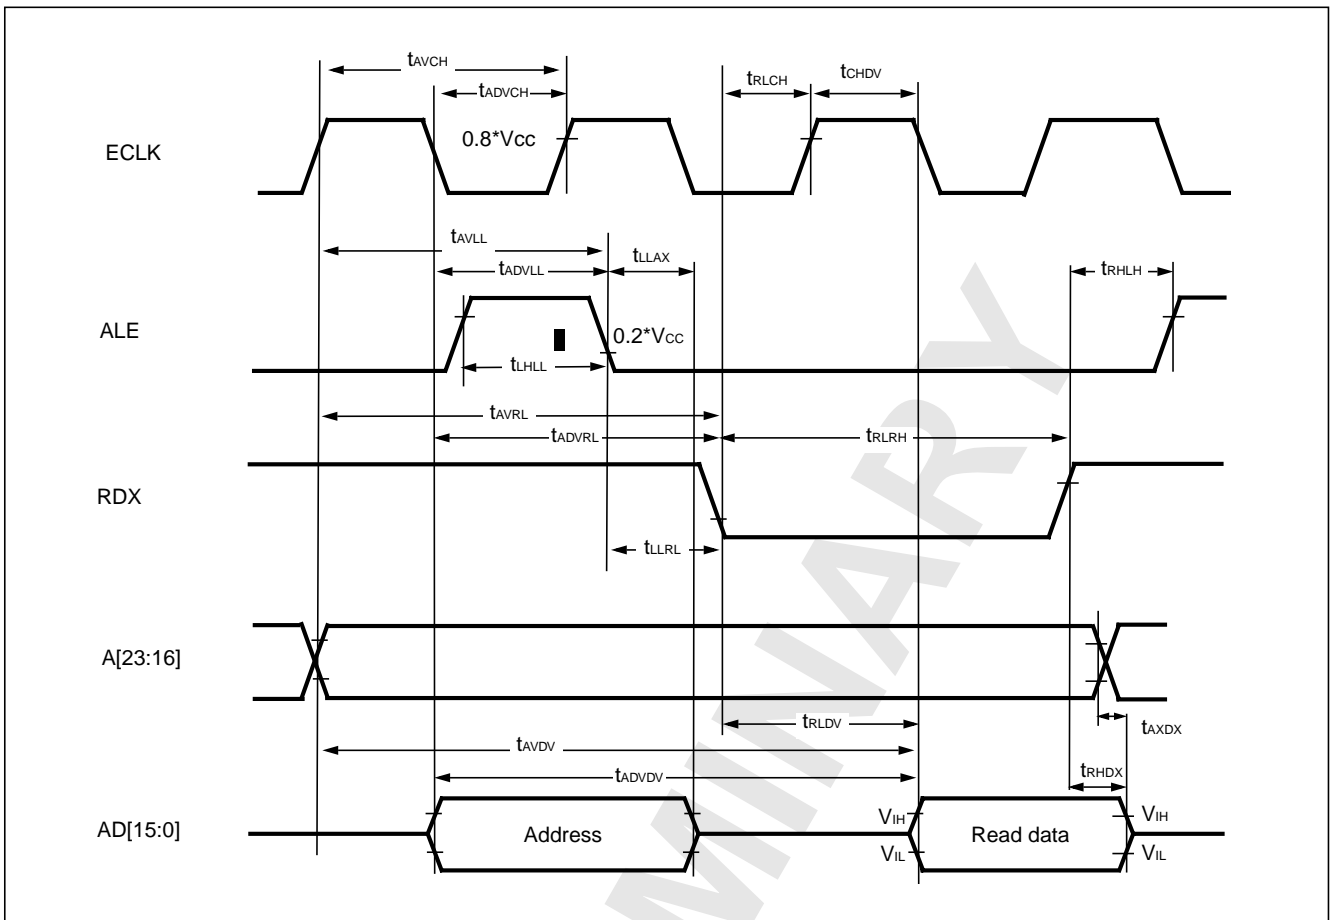 tAVCH
tRLCH
tCHDV
tADVCH
0.8*Vcc
ECLK
tAVLL
tLLAX
tADVLL
tRHLH
ALE
0.2*VCC
tLHLL
tAVRL
tADVRL
tRLRH
RDX
tLLRL
A[23:16]
tRLDV
tAXDX
tAVDV
tRHDX
tADVDV
VIH
VIH
AD[15:0]
Address
Read data
VIL
VIL
MINARY